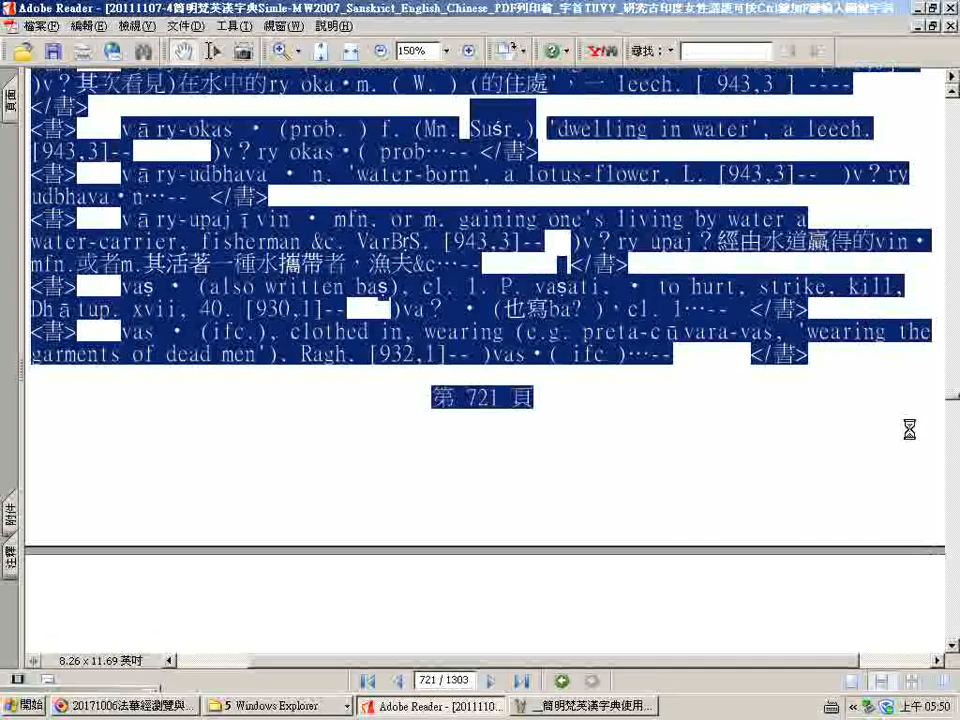 Adobe Reader - [20111107-4簡明梵英漢字典Simle-MW2007_Sanskrict_English_Chinese_PDF列印檔_字首TUVY_研究古印度女性議題可按Ctrl鍵加F鍵輸入關鍵字詞
檔案(F) 編輯(E) 檢視(V) 文件(D) 工具(T) 視窗(W) 說明(H)
150% 尋找：
頁面
)v？其次看見)在水中的ry oka‧m. ( W. ) (的住處', 一 leech. [ 943,3 ] ----
</書>
<書> vāry-okas ‧ (prob. ) f. (Mn. Suśr.) 'dwelling in water', a leech.
[943,3]-- )v？ry okas‧( prob…-- </書>
<書> vāry-udbhava ‧ n. 'water-born', a lotus-flower, L. [943,3]-- )v？ry
udbhava‧n…-- </書>
<書> vāry-upajīvin ‧ mfn. or m. gaining one's living by water a
water-carrier, fisherman &c. VarBṛS. [943,3]-- )v？ry upaj？經由水道贏得的vin‧
mfn.或者m.其活著一種水攜帶者，漁夫&c…-- </書>
<書> vaṣ ‧ (also written baṣ), cl. 1. P. vaṣati, ‧ to hurt, strike, kill,
Dhātup. xvii, 40. [930,1]-- )va？ ‧ (也寫ba? )，cl. 1…-- </書>
<書> vas ‧ (ifc.), clothed in, wearing (e.g. preta-cīvara-vas, 'wearing the
garments of dead men'), Ragh. [932,1]-- )vas‧( ifc )…-- </書>
第 721 頁
附件
注釋
8.26 x 11.69 英吋
721 / 1303
開始 20171006法華經瀏覽與... 5 Windows Explorer Adobe Reader - [2011110... __簡明梵英字典使用... 上午 05:50